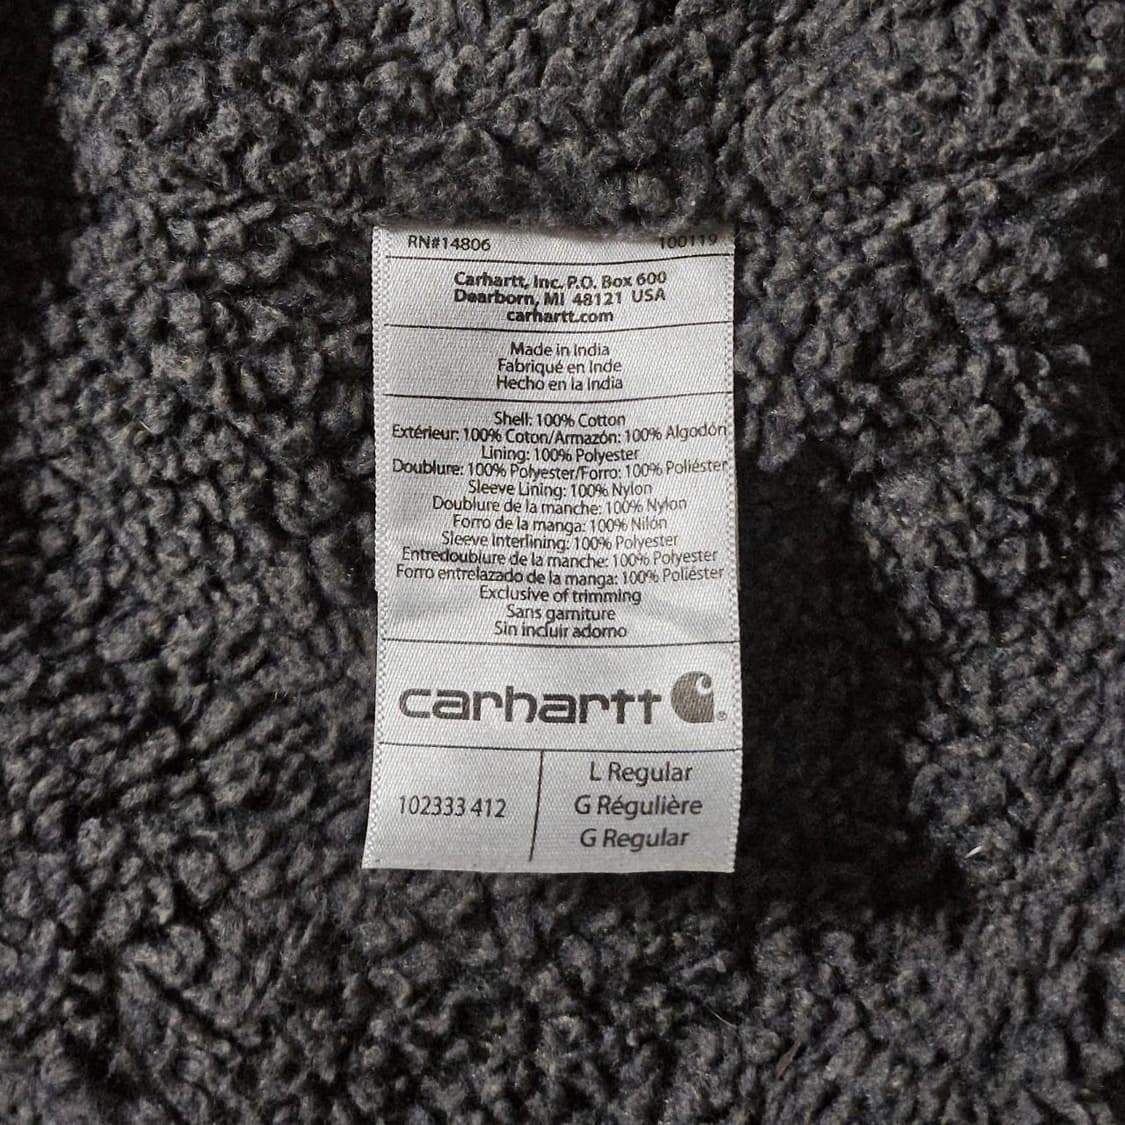 RN#14806 100119
Carhartt, Inc. P.O. Box 600
Dearborn, MI 48121 USA
carhartt.com
Made in India
Fabriqué en Inde
Hecho en la India
Shell: 100% Cotton
Extérieur: 100% Coton/Armazón: 100% Algodón
Lining: 100% Polyester
Doublure: 100% Polyester/Forro: 100% Poliéster
Sleeve Lining: 100% Nylon
Doublure de la manche: 100% Nylon
Forro de la manga: 100% Nilón
Sleeve Interlining: 100% Polyester
Entredoublure de la manche: 100% Polyester
Forro entrelazado de la manga: 100% Poliéster
Exclusive of trimming
Sans garniture
Sin incluir adorno
carhartt ®
102333 412
L Regular
G Régulière
G Regular